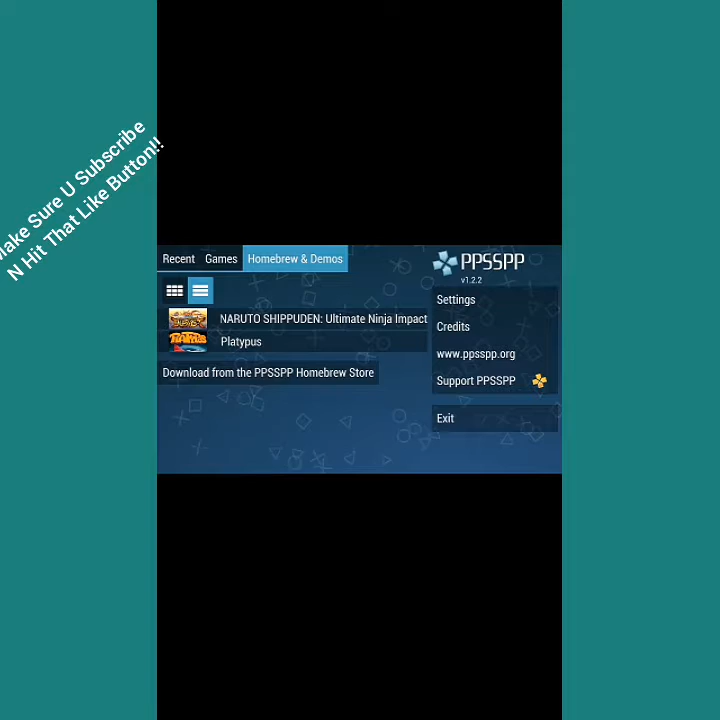 Make Sure U Subscribe
N Hit That Like Button!!
Recent Games Homebrew & Demos
PPSSPP
v1.2.2
Settings
NARUTO SHIPPUDEN: Ultimate Ninja Impact
Credits
Platypus
www.ppsspp.org
Download from the PPSSPP Homebrew Store
Support PPSSPP
Exit